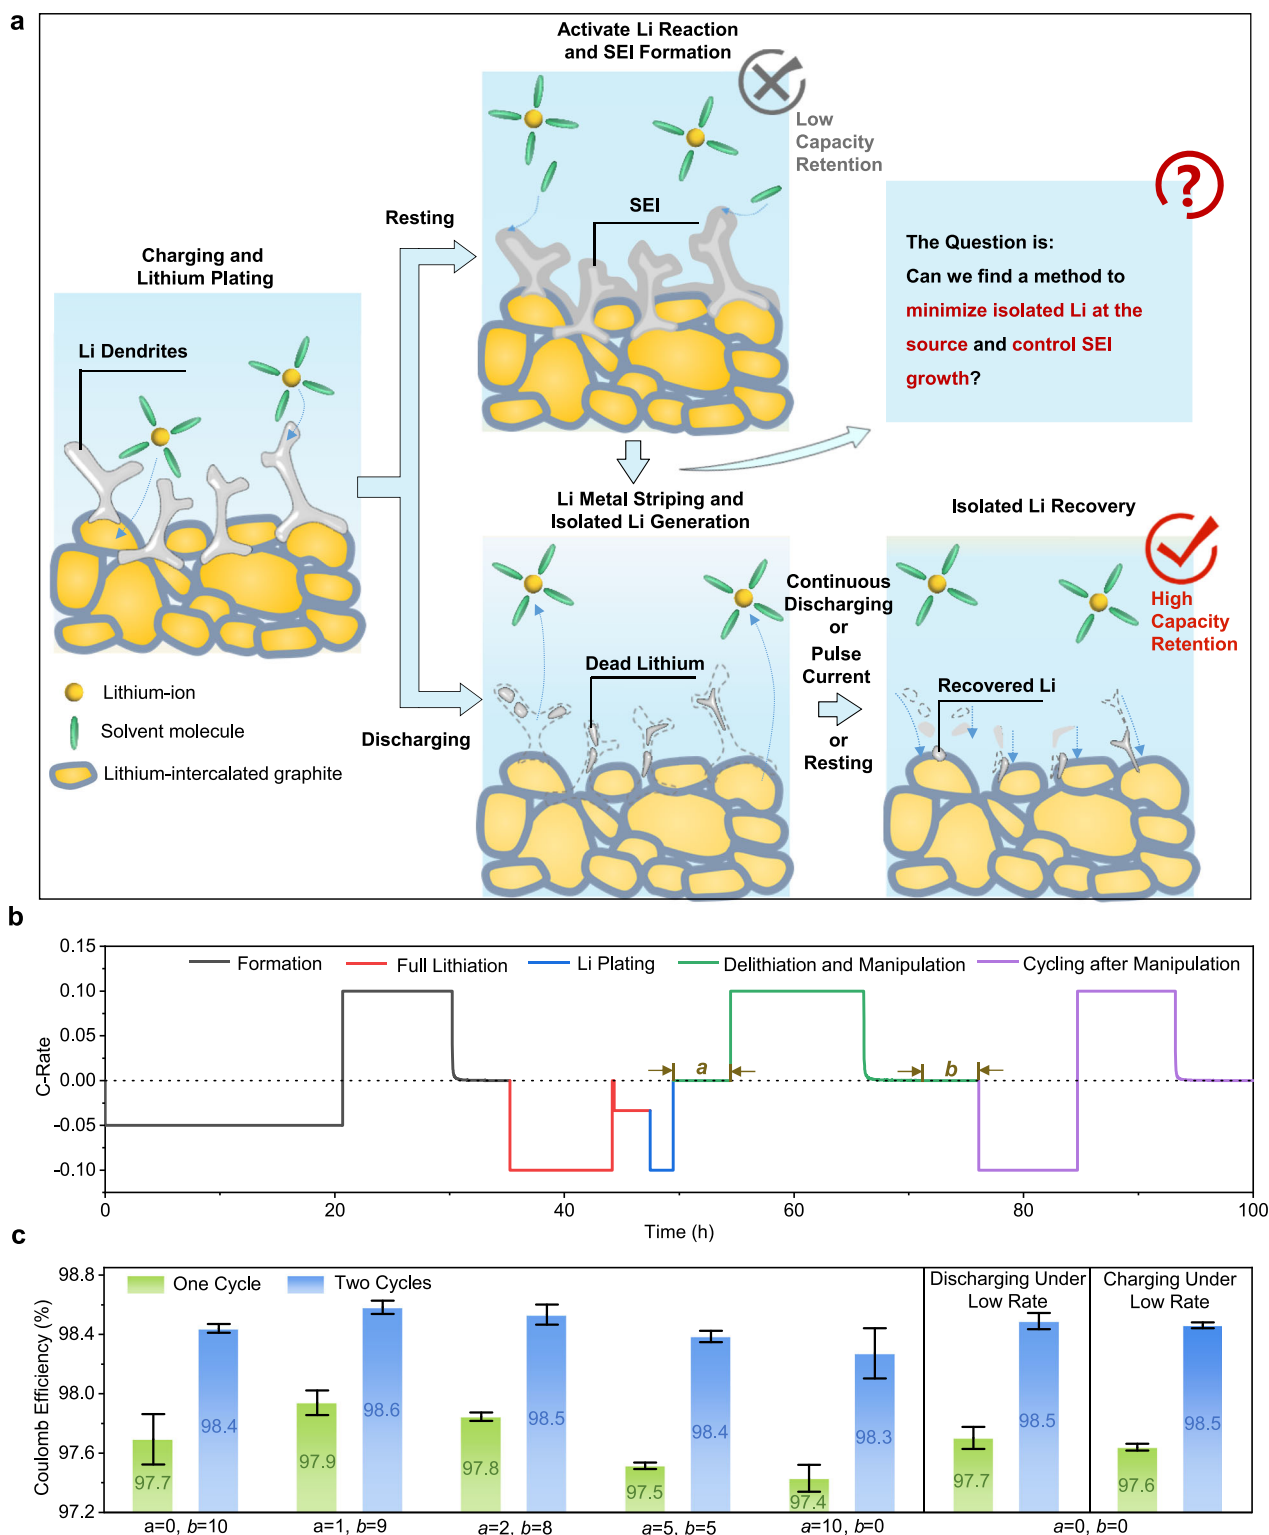 a
Activate Li Reaction
and SEI Formation
Low
Capacity
Retention
SEI
Resting
Charging and
Lithium Plating
Li Dendrites
The Question is:
Can we find a method to
minimize isolated Li at the
source and control SEI
growth?
?
Li Metal Striping and
Isolated Li Generation
Isolated Li Recovery
Continuous
Discharging
or
Pulse
Current
or
Resting
High
Capacity
Retention
Dead Lithium
Recovered Li
Discharging
Lithium-ion
Solvent molecule
Lithium-intercalated graphite
b
0.15
0.10
0.05
0.00
-0.05
-0.10
C-Rate
Formation
Full Lithiation
Li Plating
Delithiation and Manipulation
Cycling after Manipulation
a
b
0
20
40
60
80
100
Time (h)
c
98.8
98.4
98.0
97.6
97.2
Coulomb Efficiency (%)
One Cycle
Two Cycles
Discharging Under
Low Rate
Charging Under
Low Rate
97.7
98.4
97.9
98.6
97.8
98.5
97.5
98.4
97.4
98.3
97.7
98.5
97.6
98.5
a=0, b=10
a=1, b=9
a=2, b=8
a=5, b=5
a=10, b=0
a=0, b=0